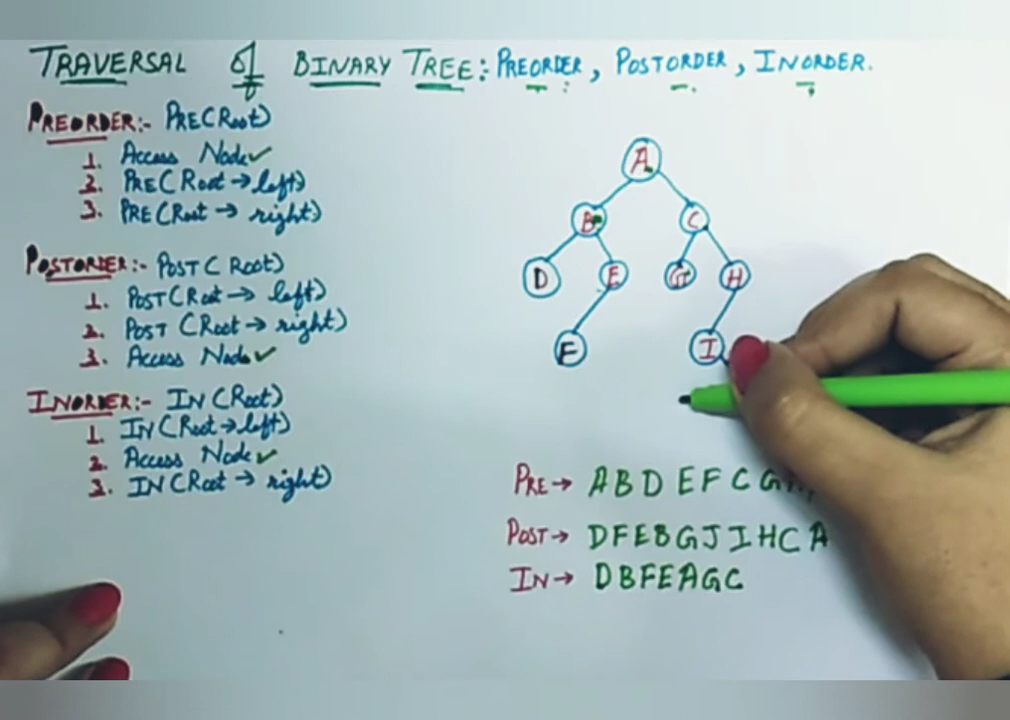 TRAVERSAL of BINARY TREE: PREORDER, POSTORDER, INORDER.
PREORDER:- PRE(Root)
1. Access Node ✓
2. PRE(Root → left)
3. PRE(Root → right)
POSTORDER:- POST(Root)
1. POST(Root → left)
2. POST (Root → right)
3. Access Node ✓
INORDER:- IN(Root)
1. IN(Root → left)
2. Access Node ✓
3. IN(Root → right)
A
B C
D E G H
F I
PRE → A B D E F C G
POST → D F E B G J I H C A
IN → D B F E A G C